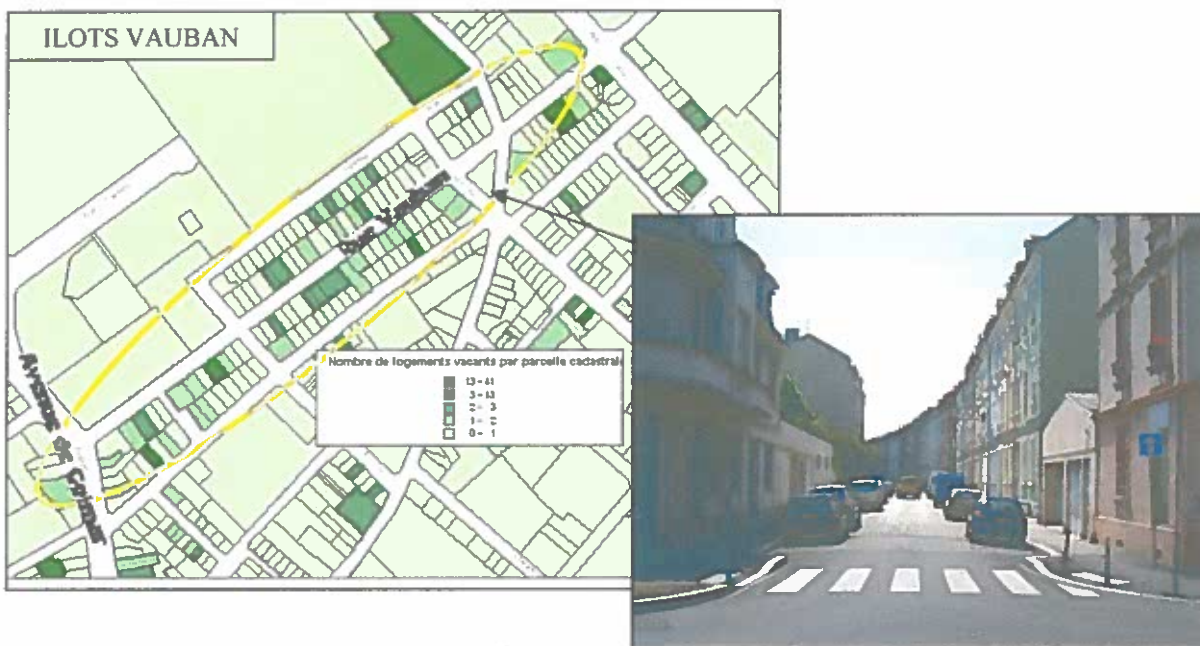 ILOTS VAUBAN
Rue Vauban
Avenue de Colmar
Nombre de logements vacants par parcelle cadastrale
13 - 41
3 - 13
2 - 3
1 - 2
0 - 1